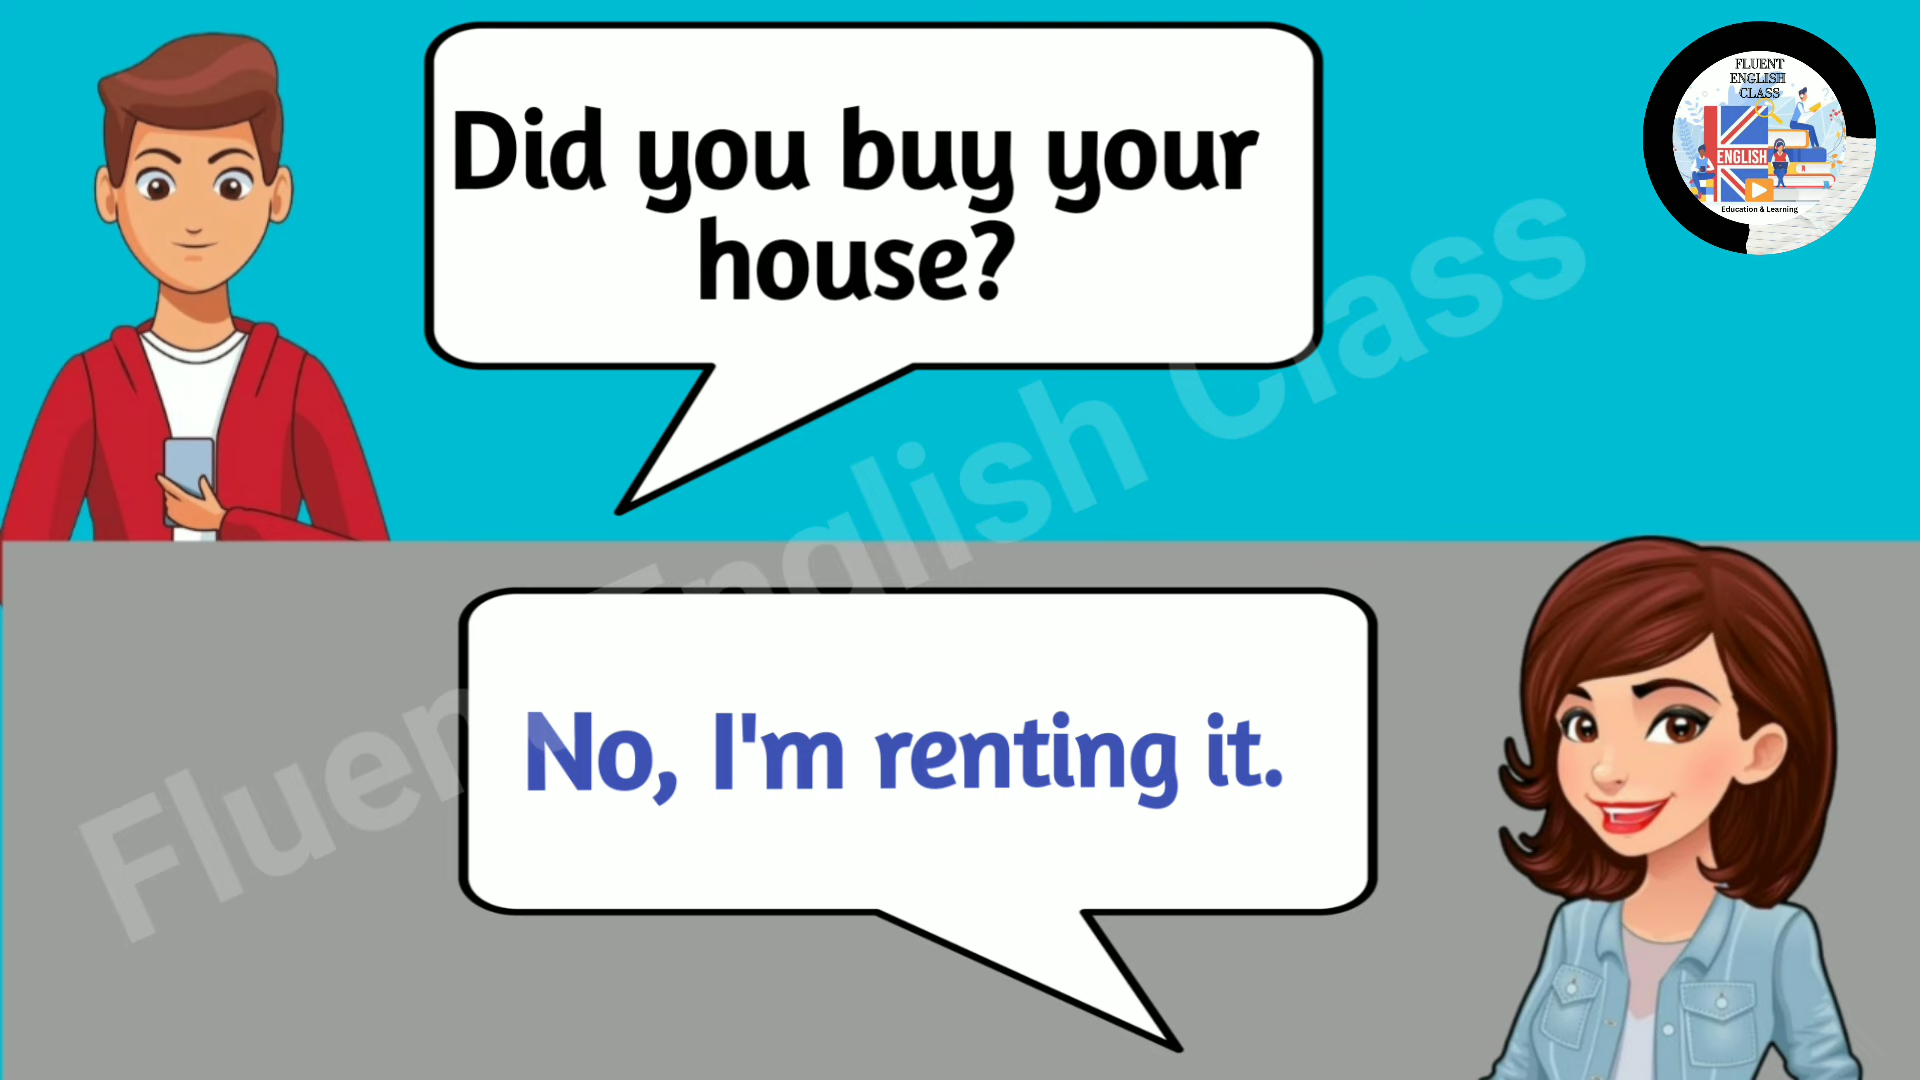 Did you buy your
house?
FLUENT
ENGLISH
CLASS
ENGLISH
Education & Learning
Fluent English Class
No, I'm renting it.